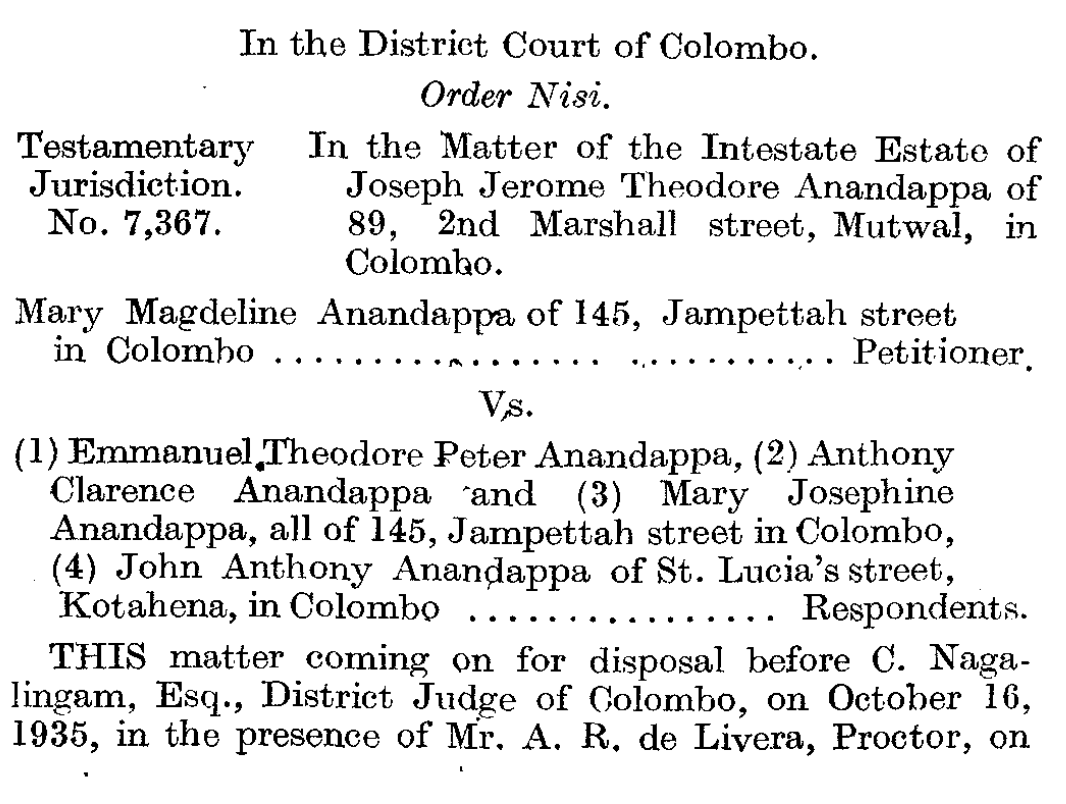 In the District Court of Colombo.
Order Nisi.
Testamentary Jurisdiction. No. 7,367.
In the Matter of the Intestate Estate of
Joseph Jerome Theodore Anandappa of
89, 2nd Marshall street, Mutwal, in
Colombo.
Mary Magdeline Anandappa of 145, Jampettah street
in Colombo .............................. Petitioner.
Vs.
(1) Emmanuel Theodore Peter Anandappa, (2) Anthony
Clarence Anandappa and (3) Mary Josephine
Anandappa, all of 145, Jampettah street in Colombo,
(4) John Anthony Anandappa of St. Lucia's street,
Kotahena, in Colombo ................ Respondents.
THIS matter coming on for disposal before C. Naga-
lingam, Esq., District Judge of Colombo, on October 16,
1935, in the presence of Mr. A. R. de Livera, Proctor, on